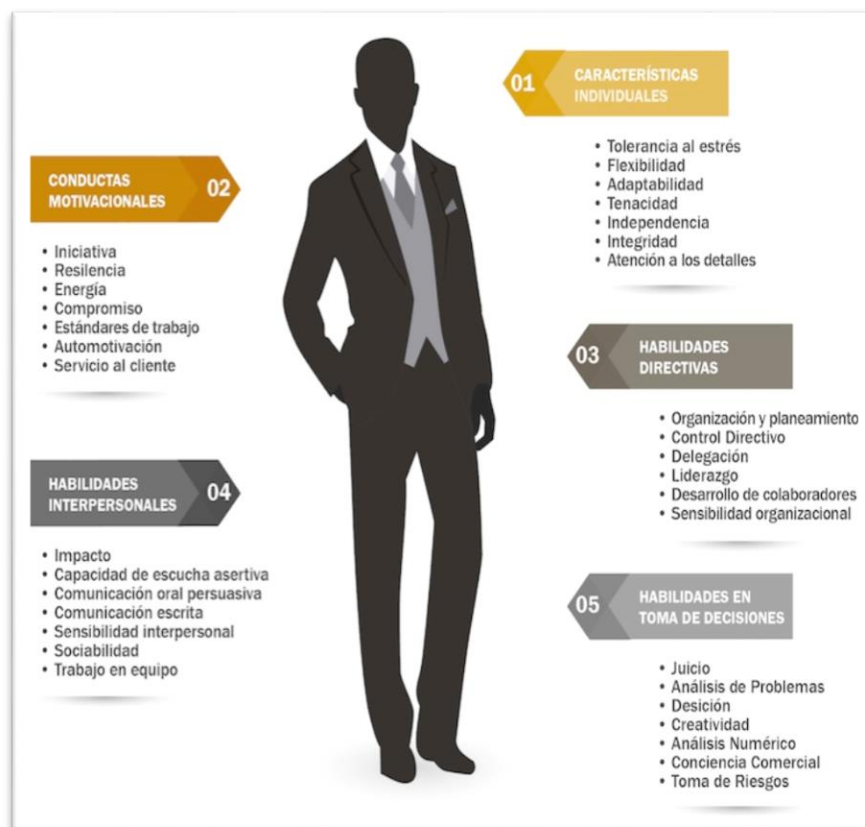 01
CARACTERÍSTICAS
INDIVIDUALES
• Tolerancia al estrés
• Flexibilidad
• Adaptabilidad
• Tenacidad
• Independencia
• Integridad
• Atención a los detalles
CONDUCTAS
MOTIVACIONALES
02
• Iniciativa
• Resilencia
• Energía
• Compromiso
• Estándares de trabajo
• Automotivación
• Servicio al cliente
03
HABILIDADES
DIRECTIVAS
• Organización y planeamiento
• Control Directivo
• Delegación
• Liderazgo
• Desarrollo de colaboradores
• Sensibilidad organizacional
HABILIDADES
INTERPERSONALES
04
• Impacto
• Capacidad de escucha asertiva
• Comunicación oral persuasiva
• Comunicación escrita
• Sensibilidad interpersonal
• Sociabilidad
• Trabajo en equipo
05
HABILIDADES EN
TOMA DE DECISIONES
• Juicio
• Análisis de Problemas
• Desición
• Creatividad
• Análisis Numérico
• Conciencia Comercial
• Toma de Riesgos